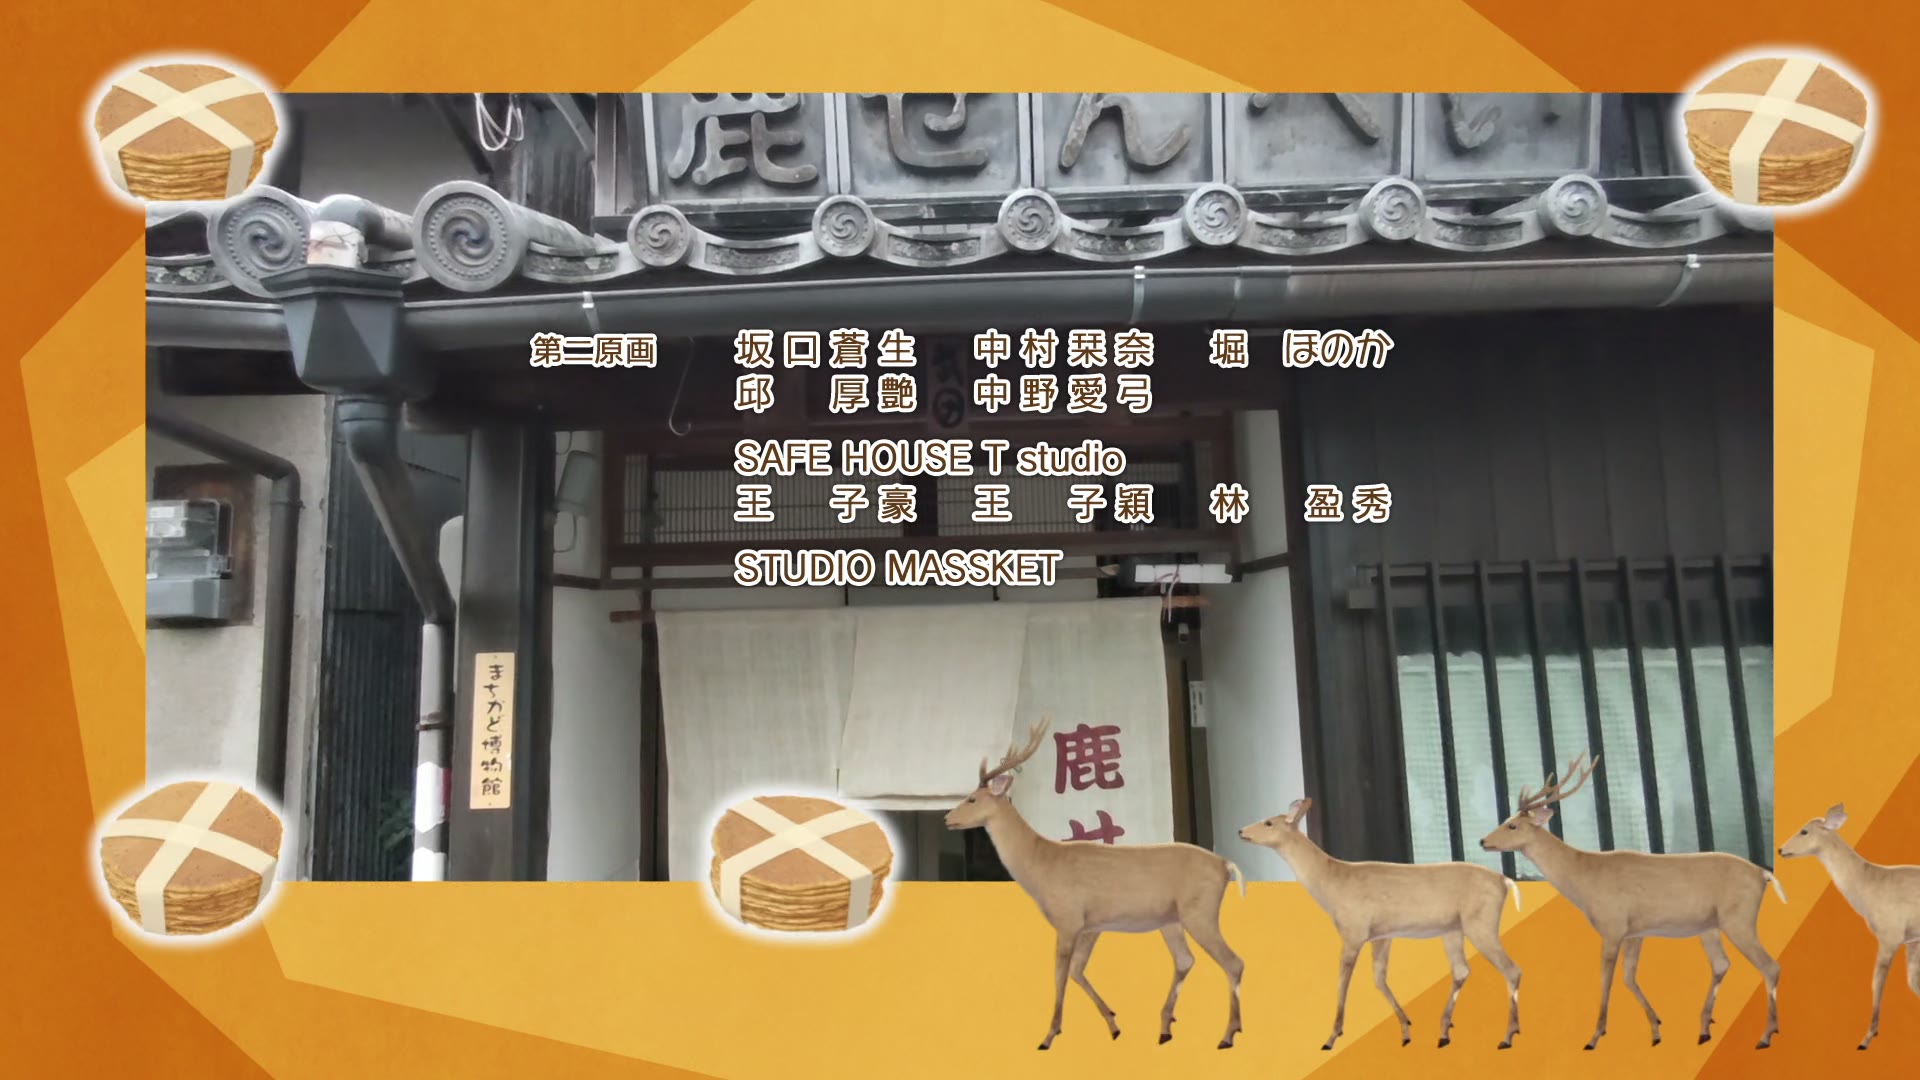 鹿せんべい
第二原画 坂口蒼生 中村栞奈 堀 ほのか
邱 厚艶 中野愛弓
SAFE HOUSE T studio
王 子豪 王 子穎 林 盈秀
STUDIO MASSKET
まちかど博物館
鹿